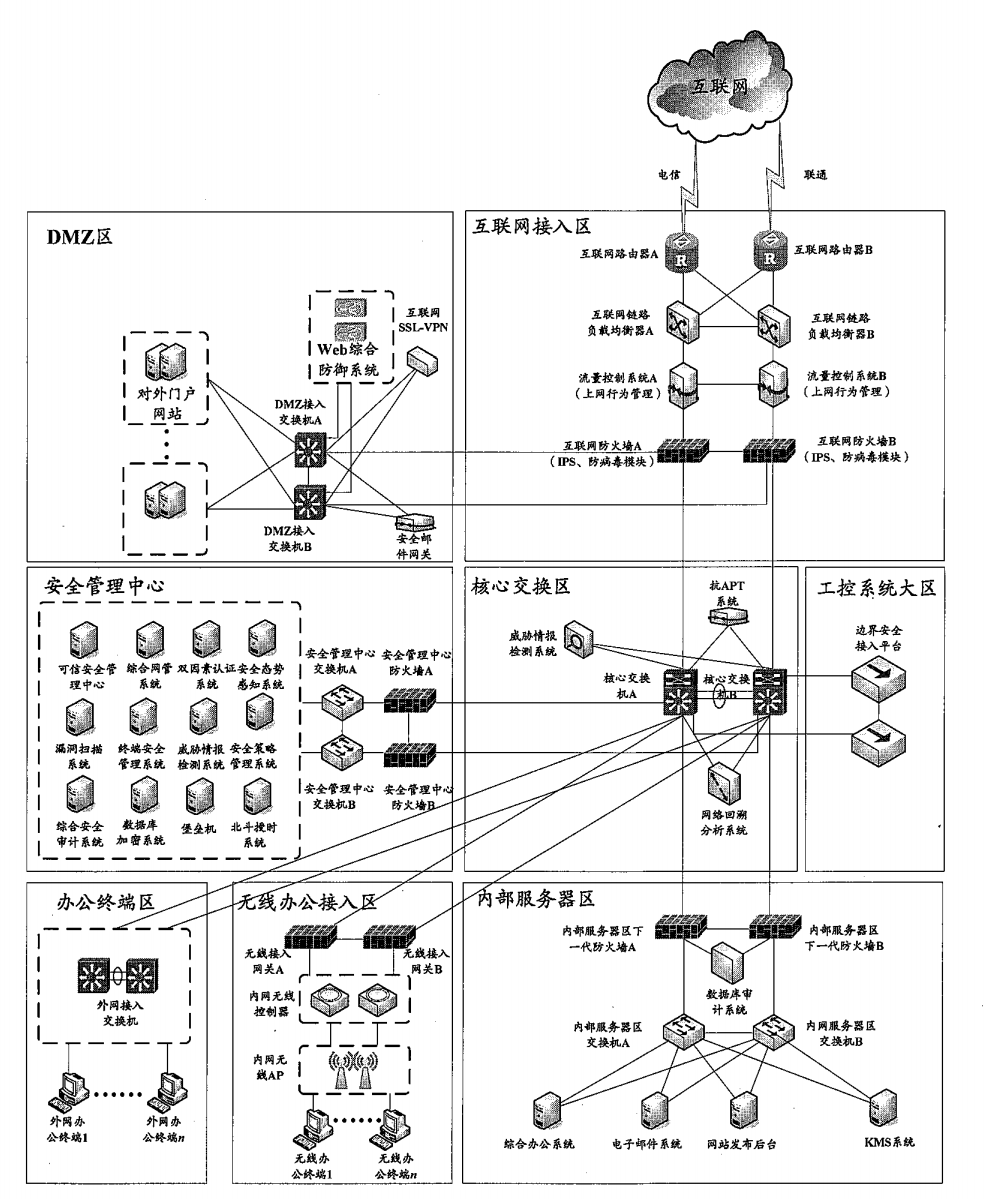 互联网
电信
联通
DMZ区
互联网接入区
互联网路由器A
互联网路由器B
互联网链路
负载均衡器A
互联网链路
负载均衡器B
流量控制系统A
（上网行为管理）
流量控制系统B
（上网行为管理）
互联网防火墙A
（IPS、防病毒模块）
互联网防火墙B
（IPS、防病毒模块）
Web综合
防御系统
互联网
SSL-VPN
对外门户
网站
DMZ接入
交换机A
DMZ接入
交换机B
安全邮
件网关
安全管理中心
可信安全管
理中心
综合网管
系统
双因素认证
系统
安全态势
感知系统
漏洞扫描
系统
终端安全
管理系统
威胁情报
检测系统
安全策略
管理系统
综合安全
审计系统
数据库
加密系统
堡垒机
北斗授时
系统
安全管理中心
交换机A
安全管理中心
防火墙A
安全管理中心
交换机B
安全管理中心
防火墙B
核心交换区
抗APT
系统
威胁情报
检测系统
核心交换
机A
核心交换
机B
网络回溯
分析系统
工控系统大区
边界安全
接入平台
办公终端区
外网接入
交换机
外网办
公终端1
外网办
公终端n
无线办公接入区
无线接入
网关A
无线接入
网关B
内网无线
控制器
内网无
线AP
无线办
公终端1
无线办
公终端n
内部服务器区
内部服务器区下
一代防火墙A
内部服务器区
下一代防火墙B
数据库审
计系统
内部服务器区
交换机A
内网服务器区
交换机B
综合办公系统
电子邮件系统
网站发布后台
KMS系统